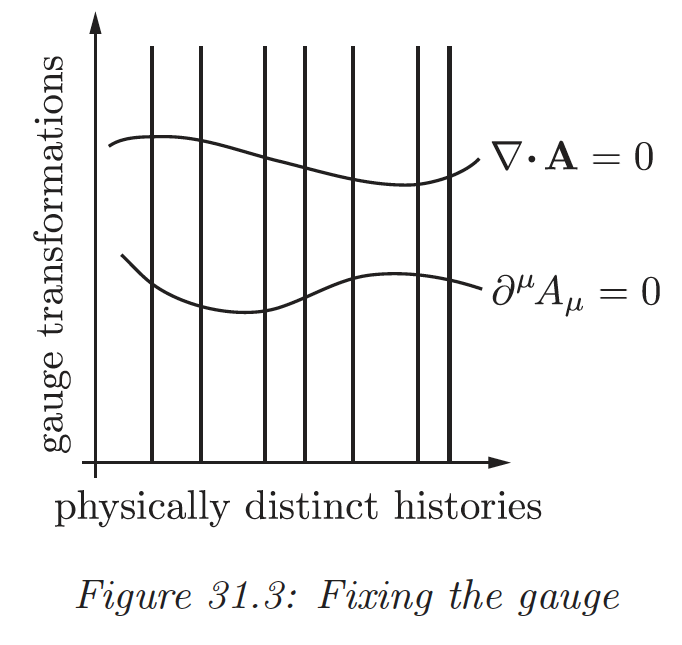 gauge transformations
∇·𝐀 = 0
∂^μ A_μ = 0
physically distinct histories
Figure 31.3: Fixing the gauge